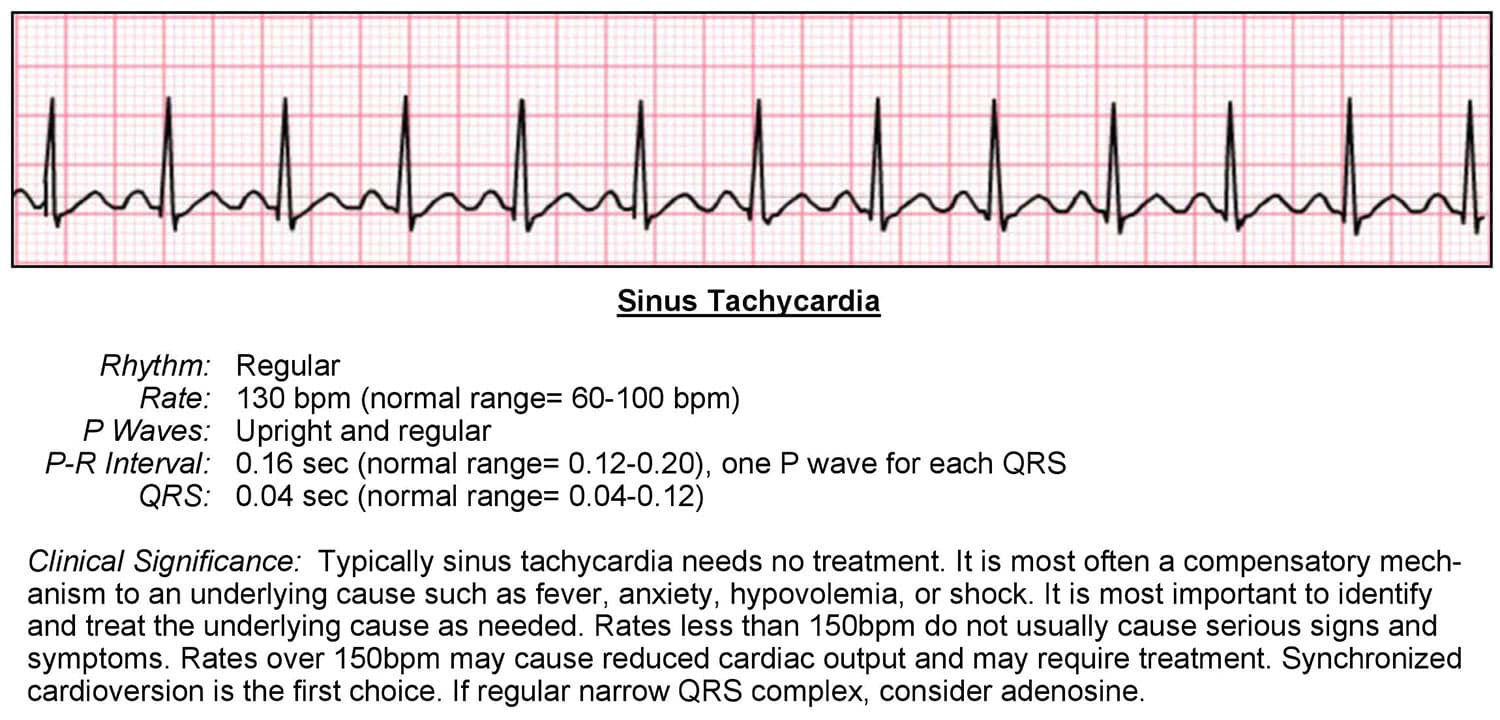 Sinus Tachycardia
Rhythm: Regular
Rate: 130 bpm (normal range= 60-100 bpm)
P Waves: Upright and regular
P-R Interval: 0.16 sec (normal range= 0.12-0.20), one P wave for each QRS
QRS: 0.04 sec (normal range= 0.04-0.12)
Clinical Significance: Typically sinus tachycardia needs no treatment. It is most often a compensatory mech-
anism to an underlying cause such as fever, anxiety, hypovolemia, or shock. It is most important to identify
and treat the underlying cause as needed. Rates less than 150bpm do not usually cause serious signs and
symptoms. Rates over 150bpm may cause reduced cardiac output and may require treatment. Synchronized
cardioversion is the first choice. If regular narrow QRS complex, consider adenosine.